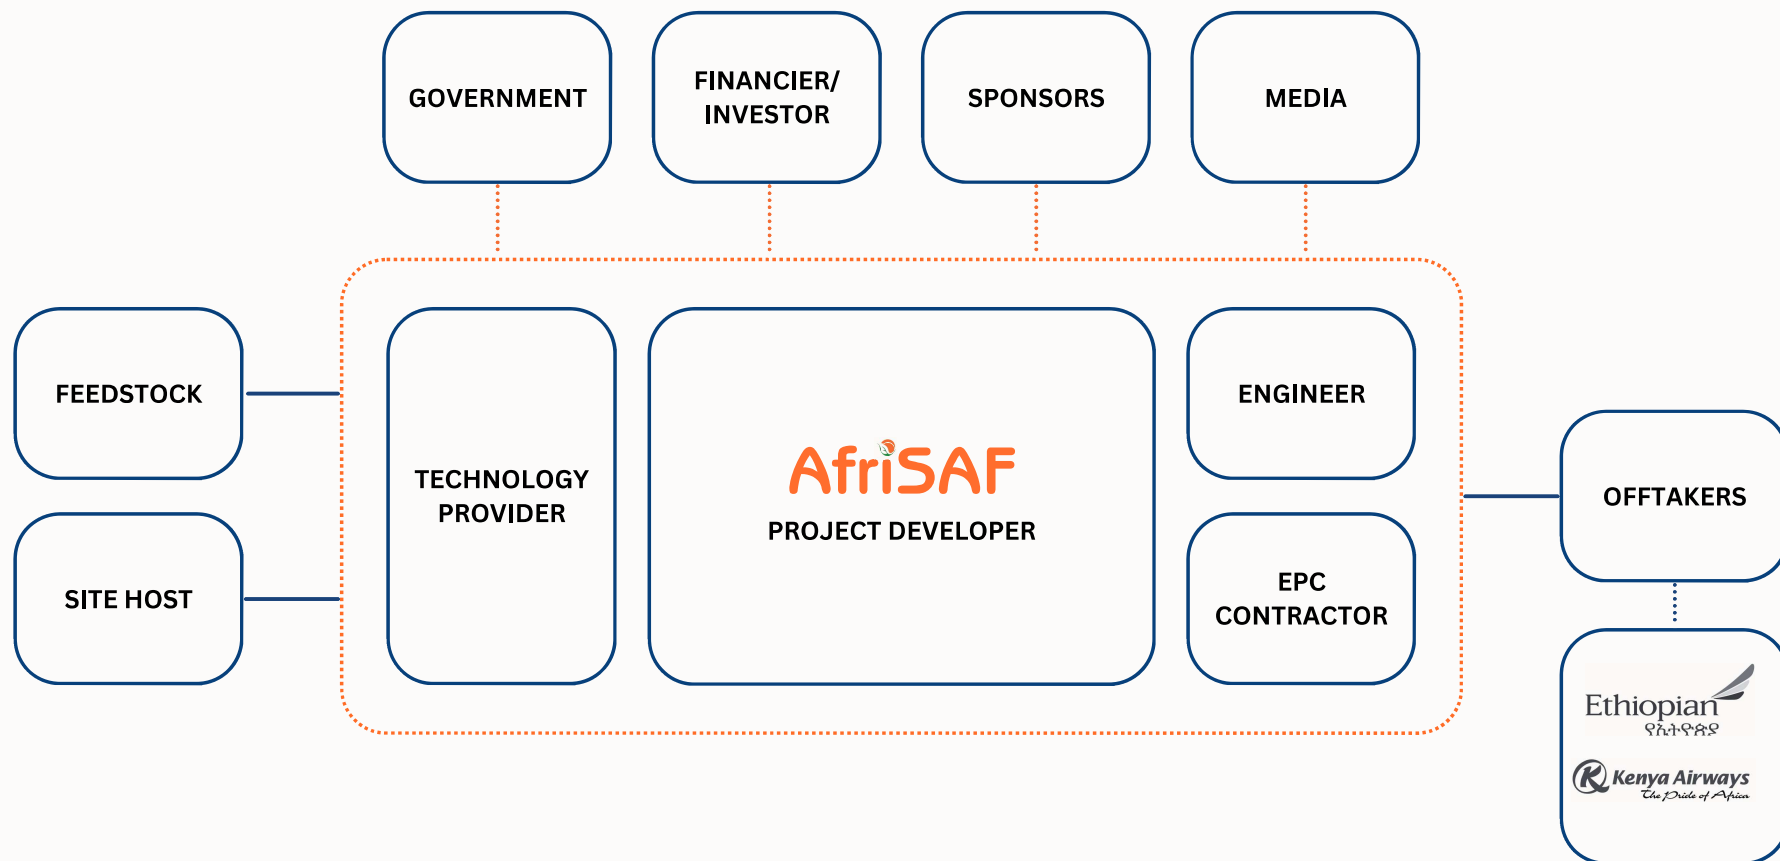 GOVERNMENT
FINANCIER/
INVESTOR
SPONSORS
MEDIA
FEEDSTOCK
SITE HOST
TECHNOLOGY
PROVIDER
AfriSAF
PROJECT DEVELOPER
ENGINEER
EPC
CONTRACTOR
OFFTAKERS
Ethiopian
የኢትዮጵያ
Kenya Airways
The Pride of Africa